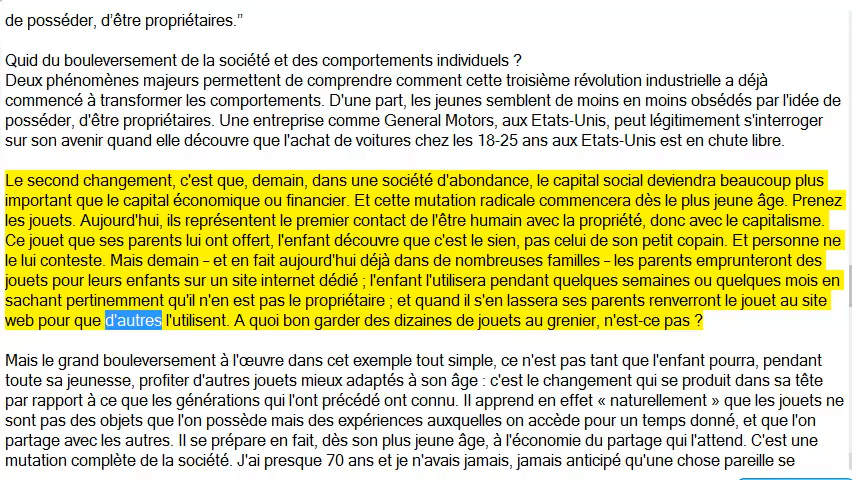 de posséder, d’être propriétaires.”
Quid du bouleversement de la société et des comportements individuels ?
Deux phénomènes majeurs permettent de comprendre comment cette troisième révolution industrielle a déjà
commencé à transformer les comportements. D'une part, les jeunes semblent de moins en moins obsédés par l'idée de
posséder, d'être propriétaires. Une entreprise comme General Motors, aux Etats-Unis, peut légitimement s'interroger
sur son avenir quand elle découvre que l'achat de voitures chez les 18-25 ans aux Etats-Unis est en chute libre.
Le second changement, c'est que, demain, dans une société d'abondance, le capital social deviendra beaucoup plus
important que le capital économique ou financier. Et cette mutation radicale commencera dès le plus jeune âge. Prenez
les jouets. Aujourd'hui, ils représentent le premier contact de l'être humain avec la propriété, donc avec le capitalisme.
Ce jouet que ses parents lui ont offert, l'enfant découvre que c'est le sien, pas celui de son petit copain. Et personne ne
le lui conteste. Mais demain – et en fait aujourd'hui déjà dans de nombreuses familles – les parents emprunteront des
jouets pour leurs enfants sur un site internet dédié ; l'enfant l'utilisera pendant quelques semaines ou quelques mois en
sachant pertinemment qu'il n'en est pas le propriétaire ; et quand il s'en lassera ses parents renverront le jouet au site
web pour que d'autres l'utilisent. A quoi bon garder des dizaines de jouets au grenier, n'est-ce pas ?
Mais le grand bouleversement à l'œuvre dans cet exemple tout simple, ce n'est pas tant que l'enfant pourra, pendant
toute sa jeunesse, profiter d'autres jouets mieux adaptés à son âge : c'est le changement qui se produit dans sa tête
par rapport à ce que les générations qui l'ont précédé ont connu. Il apprend en effet « naturellement » que les jouets ne
sont pas des objets que l'on possède mais des expériences auxquelles on accède pour un temps donné, et que l'on
partage avec les autres. Il se prépare en fait, dès son plus jeune âge, à l'économie du partage qui l'attend. C'est une
mutation complète de la société. J'ai presque 70 ans et je n'avais jamais, jamais anticipé qu'une chose pareille se